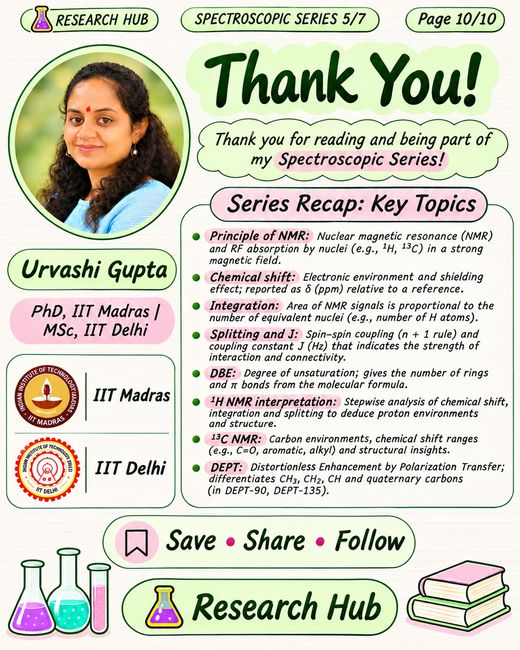 RESEARCH HUB
SPECTROSCOPIC SERIES 5/7
Page 10/10
Thank You!
Thank you for reading and being part of
my Spectroscopic Series!
Urvashi Gupta
PhD, IIT Madras |
MSc, IIT Delhi
IIT Madras
IIT Delhi
Series Recap: Key Topics
Principle of NMR: Nuclear magnetic resonance (NMR)
and RF absorption by nuclei (e.g., ¹H, ¹³C) in a strong
magnetic field.
Chemical shift: Electronic environment and shielding
effect; reported as δ (ppm) relative to a reference.
Integration: Area of NMR signals is proportional to the
number of equivalent nuclei (e.g., number of H atoms).
Splitting and J: Spin-spin coupling (n + 1 rule) and
coupling constant J (Hz) that indicates the strength of
interaction and connectivity.
DBE: Degree of unsaturation; gives the number of rings
and π bonds from the molecular formula.
¹H NMR interpretation: Stepwise analysis of chemical shift,
integration and splitting to deduce proton environments
and structure.
¹³C NMR: Carbon environments, chemical shift ranges
(e.g., C=O, aromatic, alkyl) and structural insights.
DEPT: Distortionless Enhancement by Polarization Transfer;
differentiates CH₃, CH₂, CH and quaternary carbons
(in DEPT-90, DEPT-135).
Save • Share • Follow
Research Hub